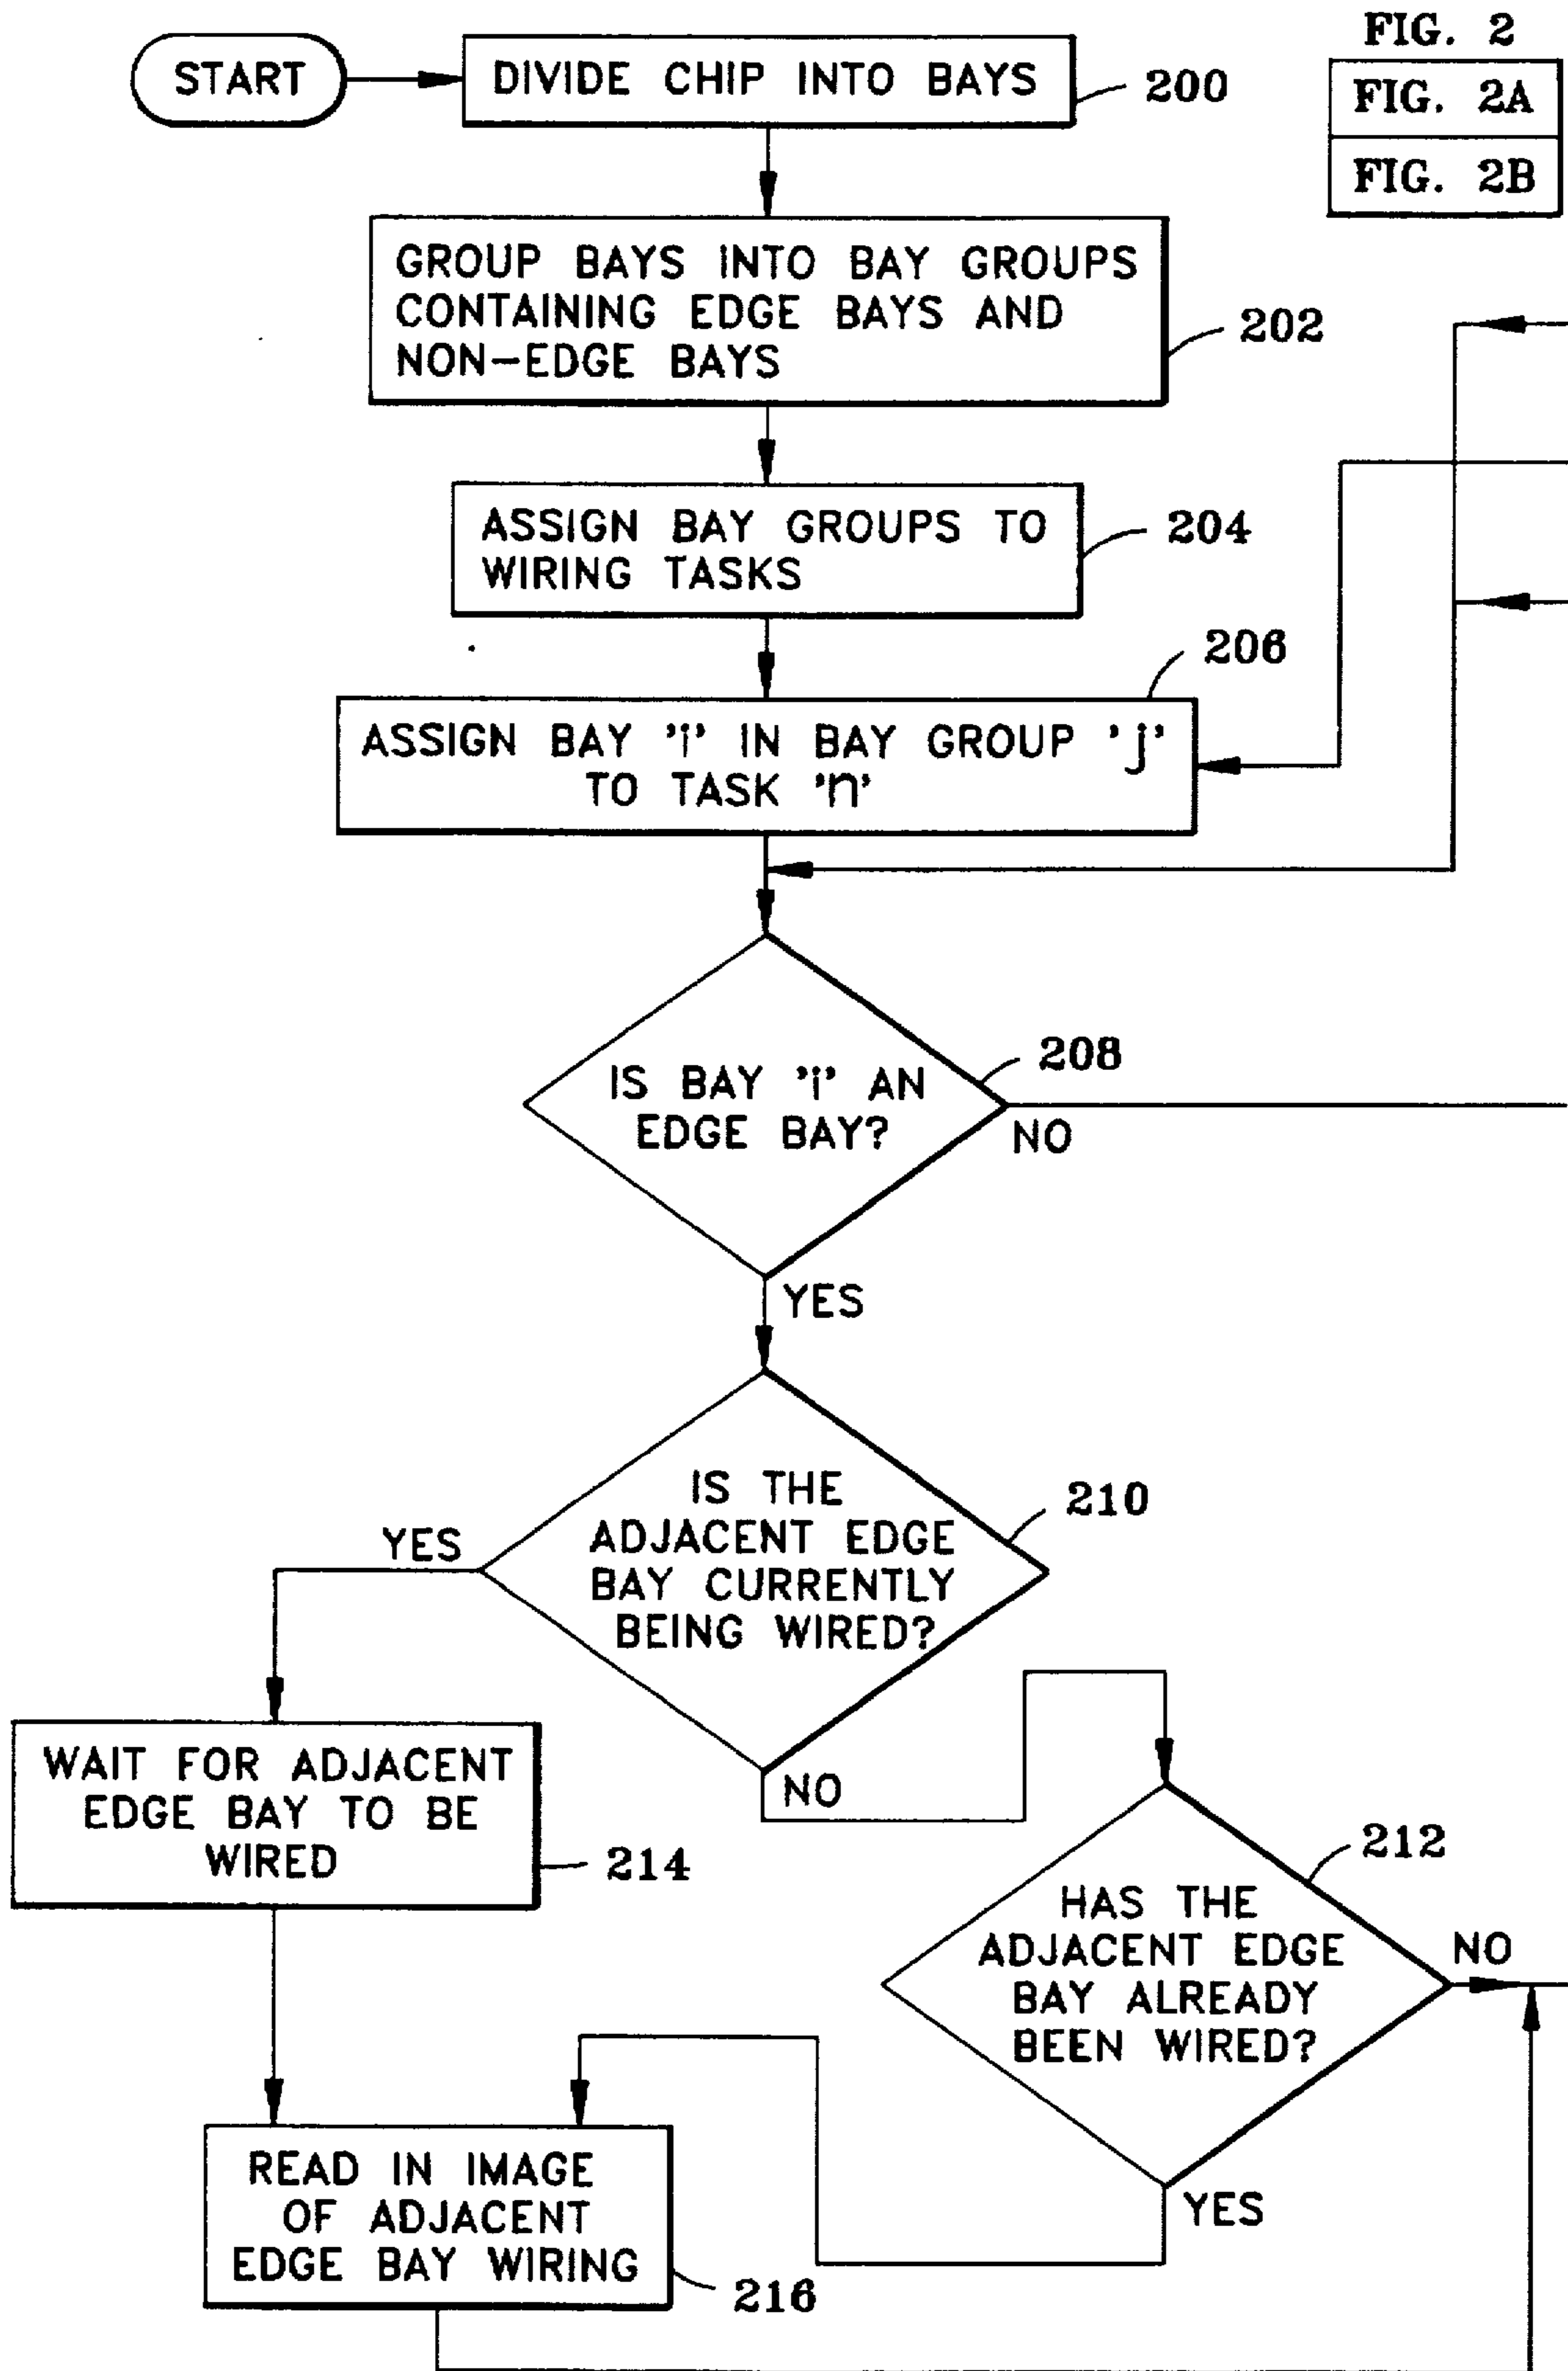 FIG. 2
FIG. 2A
FIG. 2B
START
DIVIDE CHIP INTO BAYS
200
GROUP BAYS INTO BAY GROUPS
CONTAINING EDGE BAYS AND
NON-EDGE BAYS
202
ASSIGN BAY GROUPS TO
WIRING TASKS
204
206
ASSIGN BAY 'i' IN BAY GROUP 'j'
TO TASK 'n'
IS BAY 'i' AN
EDGE BAY?
208
NO
YES
IS THE
ADJACENT EDGE
BAY CURRENTLY
BEING WIRED?
210
YES
NO
WAIT FOR ADJACENT
EDGE BAY TO BE
WIRED
214
HAS THE
ADJACENT EDGE
BAY ALREADY
BEEN WIRED?
212
NO
YES
READ IN IMAGE
OF ADJACENT
EDGE BAY WIRING
216